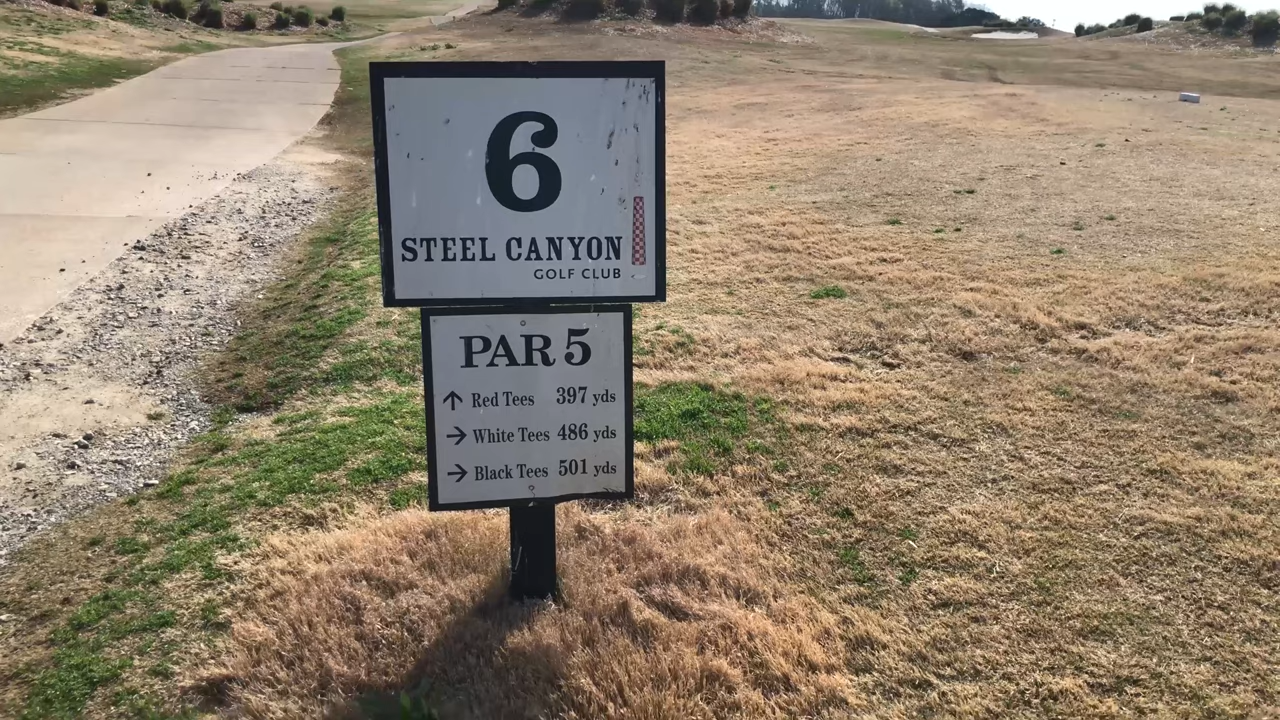 6
STEEL CANYON
GOLF CLUB
PAR 5
↑ Red Tees 397 yds
→ White Tees 486 yds
→ Black Tees 501 yds